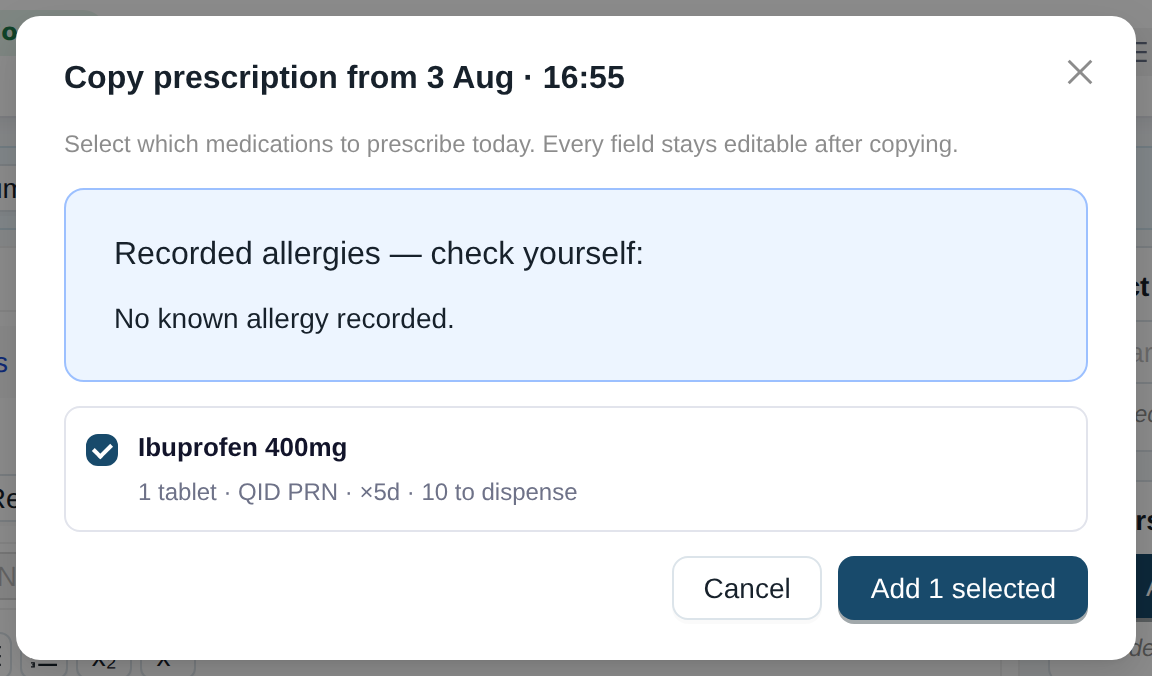 Copy prescription from 3 Aug · 16:55
Select which medications to prescribe today. Every field stays editable after copying.
Recorded allergies — check yourself:
No known allergy recorded.
Ibuprofen 400mg
1 tablet · QID PRN · ×5d · 10 to dispense
Cancel
Add 1 selected